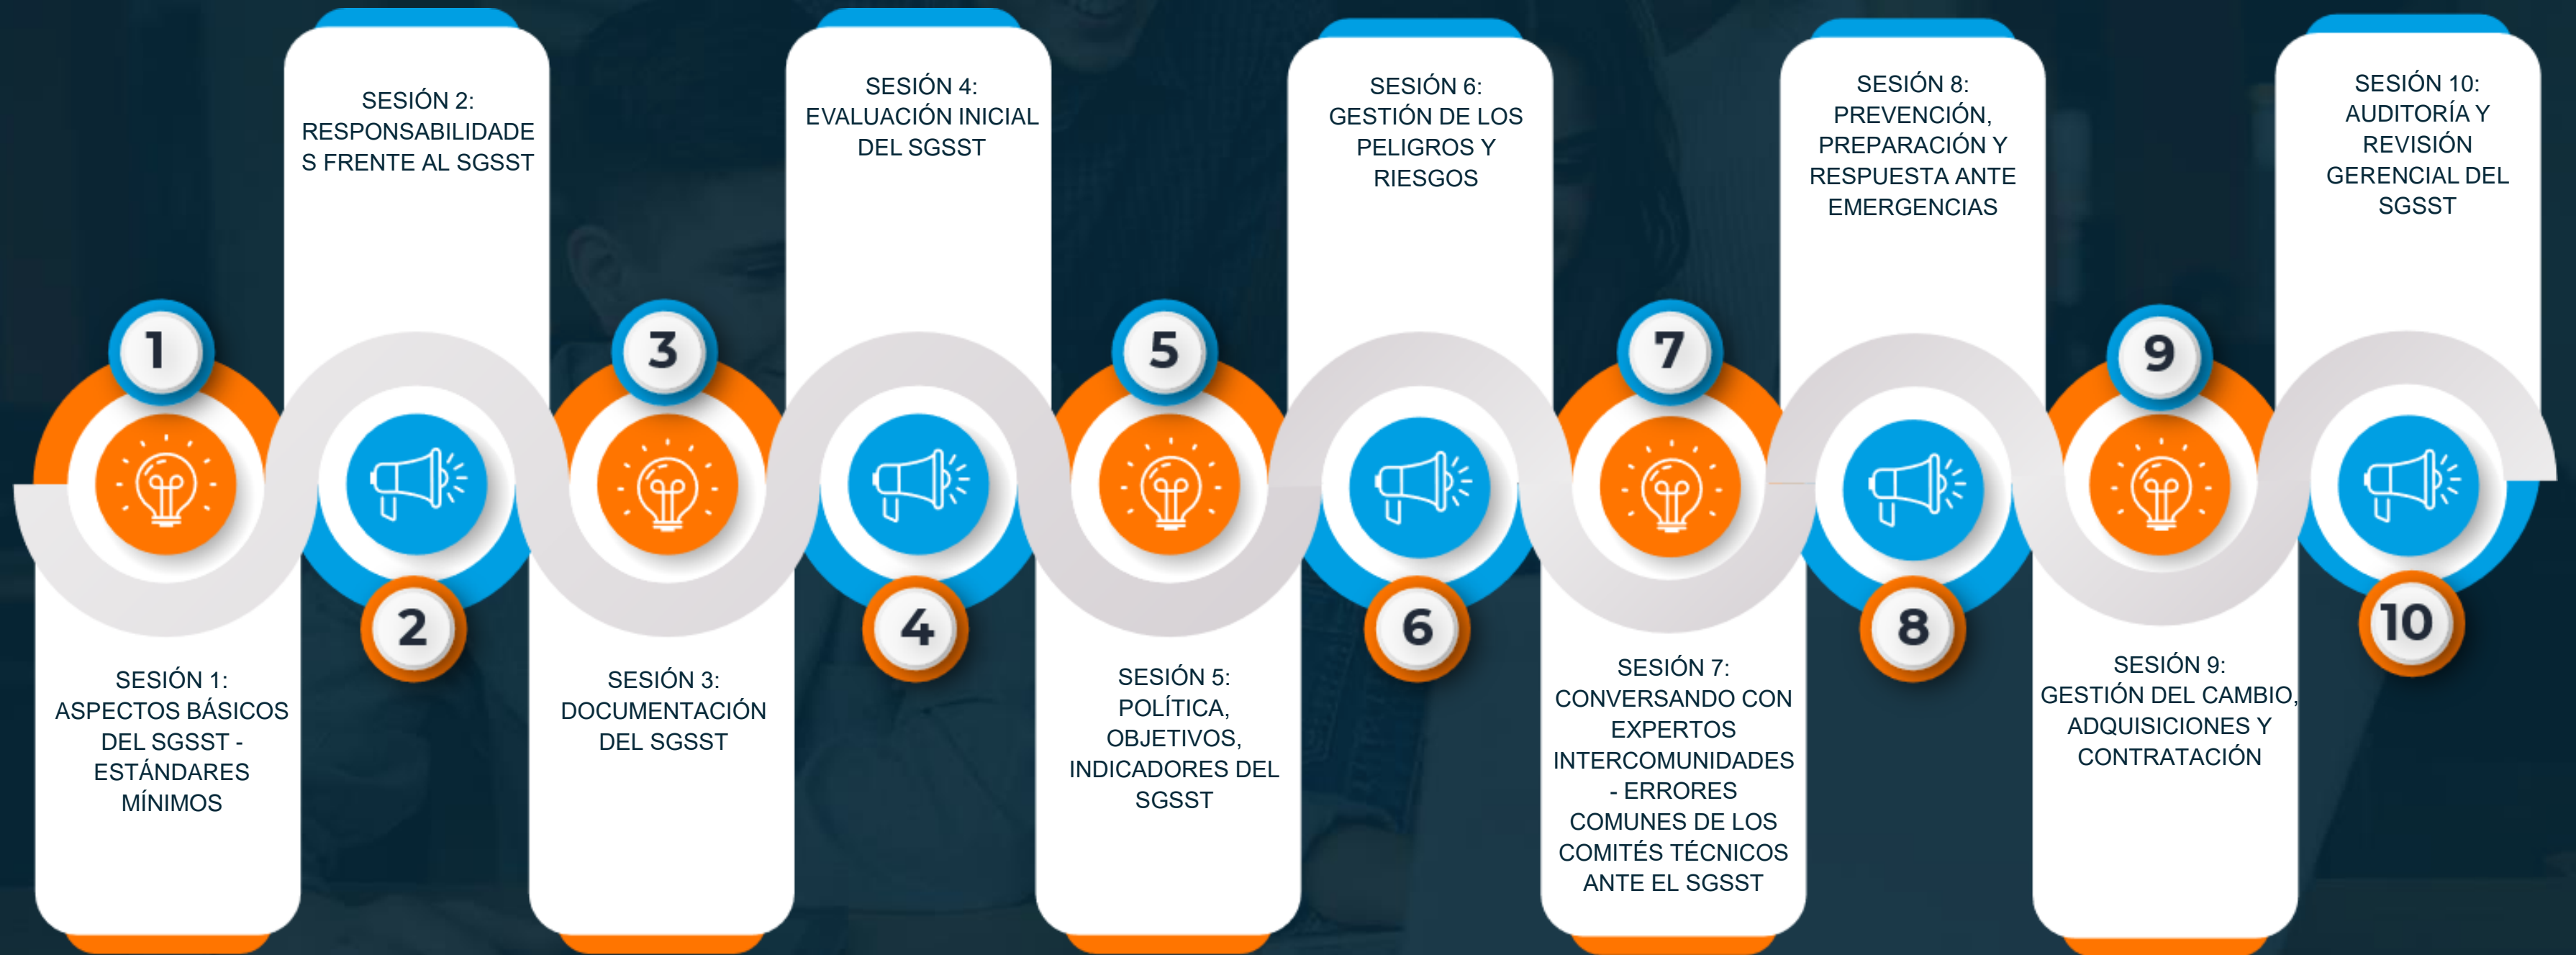 1
SESIÓN 1:
ASPECTOS BÁSICOS
DEL SGSST -
ESTÁNDARES
MÍNIMOS
SESIÓN 2:
RESPONSABILIDADE
S FRENTE AL SGSST
2
3
SESIÓN 3:
DOCUMENTACIÓN
DEL SGSST
SESIÓN 4:
EVALUACIÓN INICIAL
DEL SGSST
4
5
SESIÓN 5:
POLÍTICA,
OBJETIVOS,
INDICADORES DEL
SGSST
SESIÓN 6:
GESTIÓN DE LOS
PELIGROS Y
RIESGOS
6
7
SESIÓN 7:
CONVERSANDO CON
EXPERTOS
INTERCOMUNIDADES
- ERRORES
COMUNES DE LOS
COMITÉS TÉCNICOS
ANTE EL SGSST
SESIÓN 8:
PREVENCIÓN,
PREPARACIÓN Y
RESPUESTA ANTE
EMERGENCIAS
8
9
SESIÓN 9:
GESTIÓN DEL CAMBIO,
ADQUISICIONES Y
CONTRATACIÓN
SESIÓN 10:
AUDITORÍA Y
REVISIÓN
GERENCIAL DEL
SGSST
10